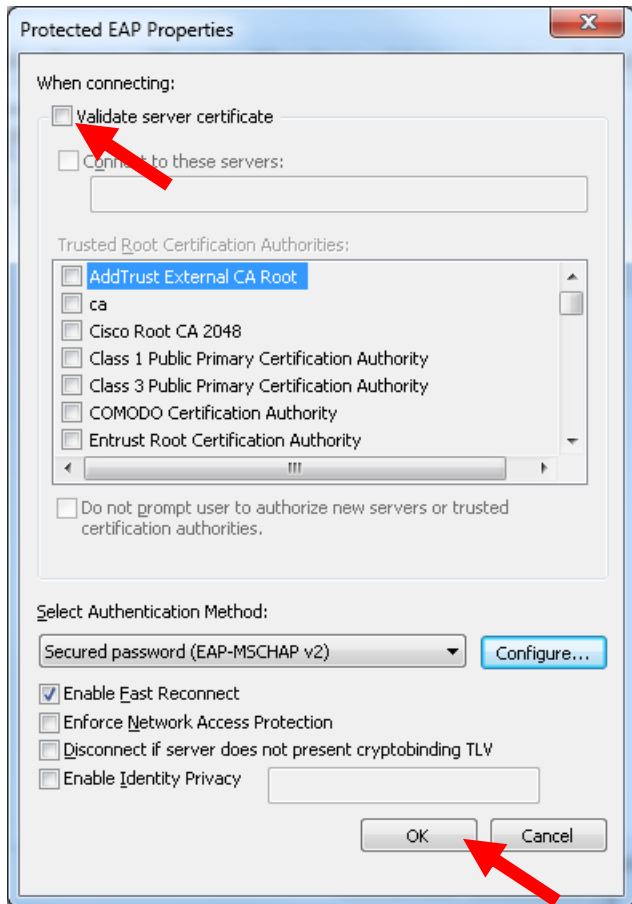 Protected EAP Properties
When connecting:
Validate server certificate
Connect to these servers:
Trusted Root Certification Authorities:
AddTrust External CA Root
ca
Cisco Root CA 2048
Class 1 Public Primary Certification Authority
Class 3 Public Primary Certification Authority
COMODO Certification Authority
Entrust Root Certification Authority
Do not prompt user to authorize new servers or trusted
certification authorities.
Select Authentication Method:
Secured password (EAP-MSCHAP v2)
Configure...
Enable Fast Reconnect
Enforce Network Access Protection
Disconnect if server does not present cryptobinding TLV
Enable Identity Privacy
OK
Cancel